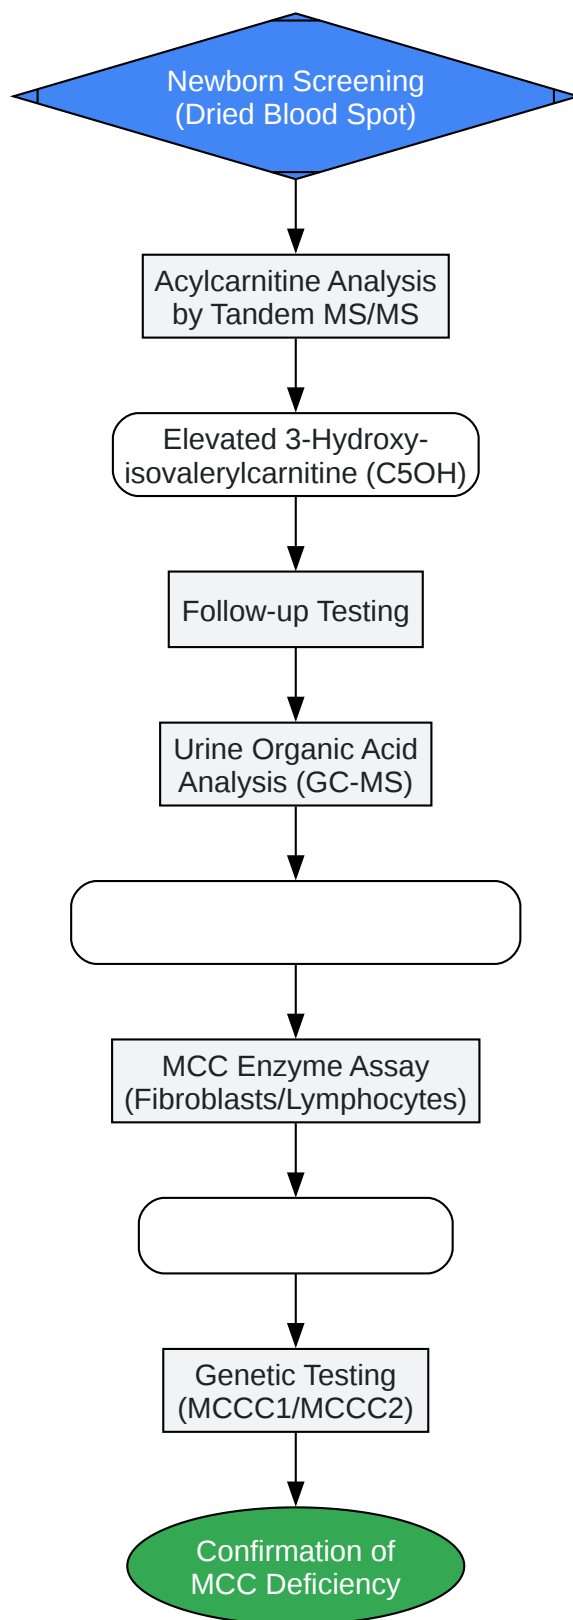 Newborn Screening
(Dried Blood Spot)
Acylcarnitine Analysis
by Tandem MS/MS
Elevated 3-Hydroxy-
isovalerylcarnitine (C5OH)
Follow-up Testing
Urine Organic Acid
Analysis (GC-MS)
MCC Enzyme Assay
(Fibroblasts/Lymphocytes)
Genetic Testing
(MCCC1/MCCC2)
Confirmation of
MCC Deficiency